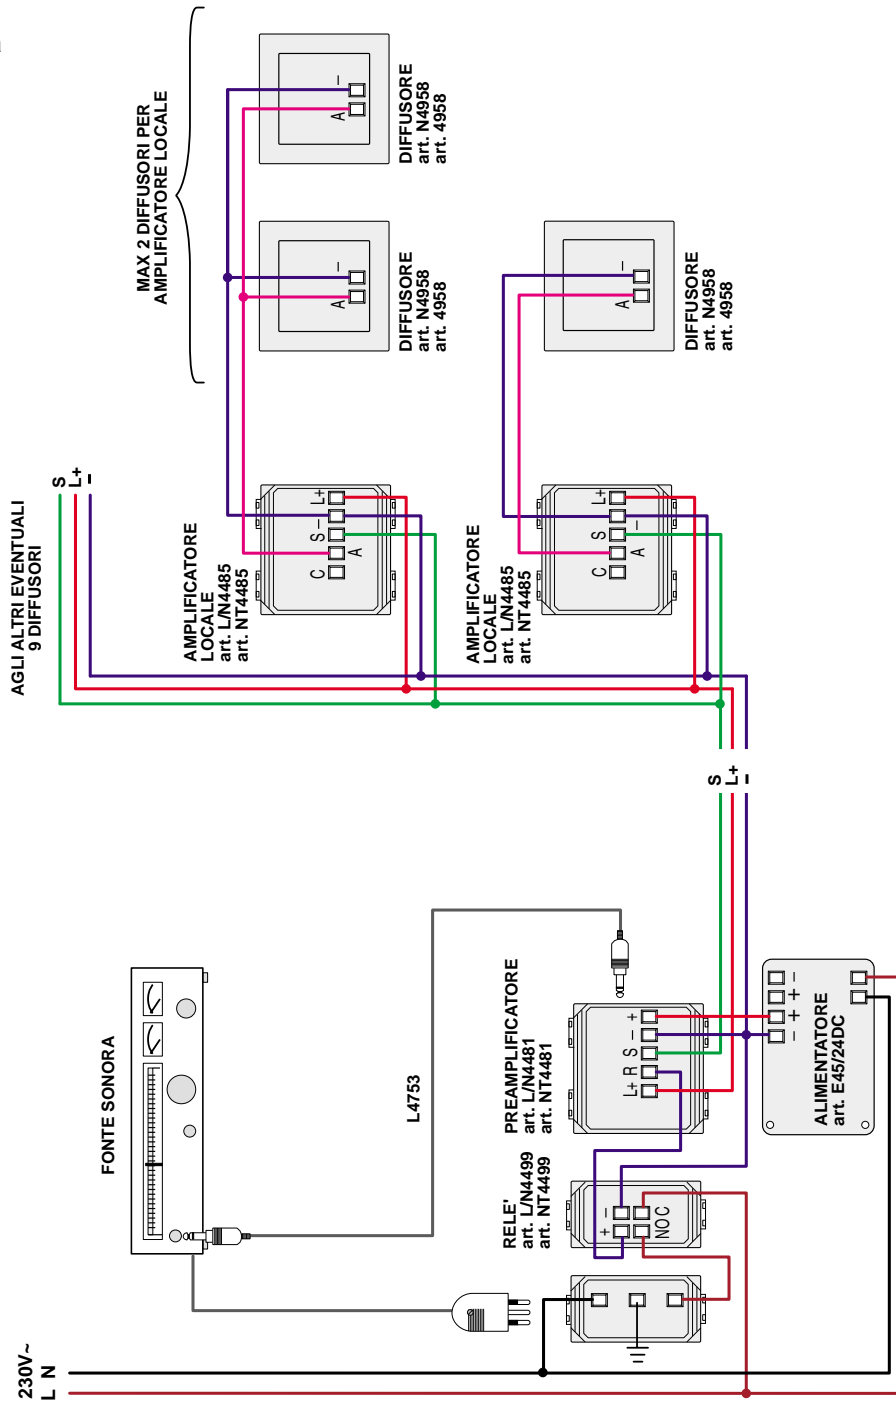 230V~
L N
FONTE SONORA
L4753
RELE'
art. L/N4499
art. NT4499
+ -
NO C
PREAMPLIFICATORE
art. L/N4481
art. NT4481
L+ R S - +
ALIMENTATORE
art. E45/24DC
- + + -
S
L+
-
AGLI ALTRI EVENTUALI
9 DIFFUSORI
S
L+
-
AMPLIFICATORE
LOCALE
art. L/N4485
art. NT4485
C A S - L+
AMPLIFICATORE
LOCALE
art. L/N4485
art. NT4485
C A S - L+
MAX 2 DIFFUSORI PER
AMPLIFICATORE LOCALE
A -
DIFFUSORE
art. N4958
art. 4958
A -
DIFFUSORE
art. N4958
art. 4958
A -
DIFFUSORE
art. N4958
art. 4958